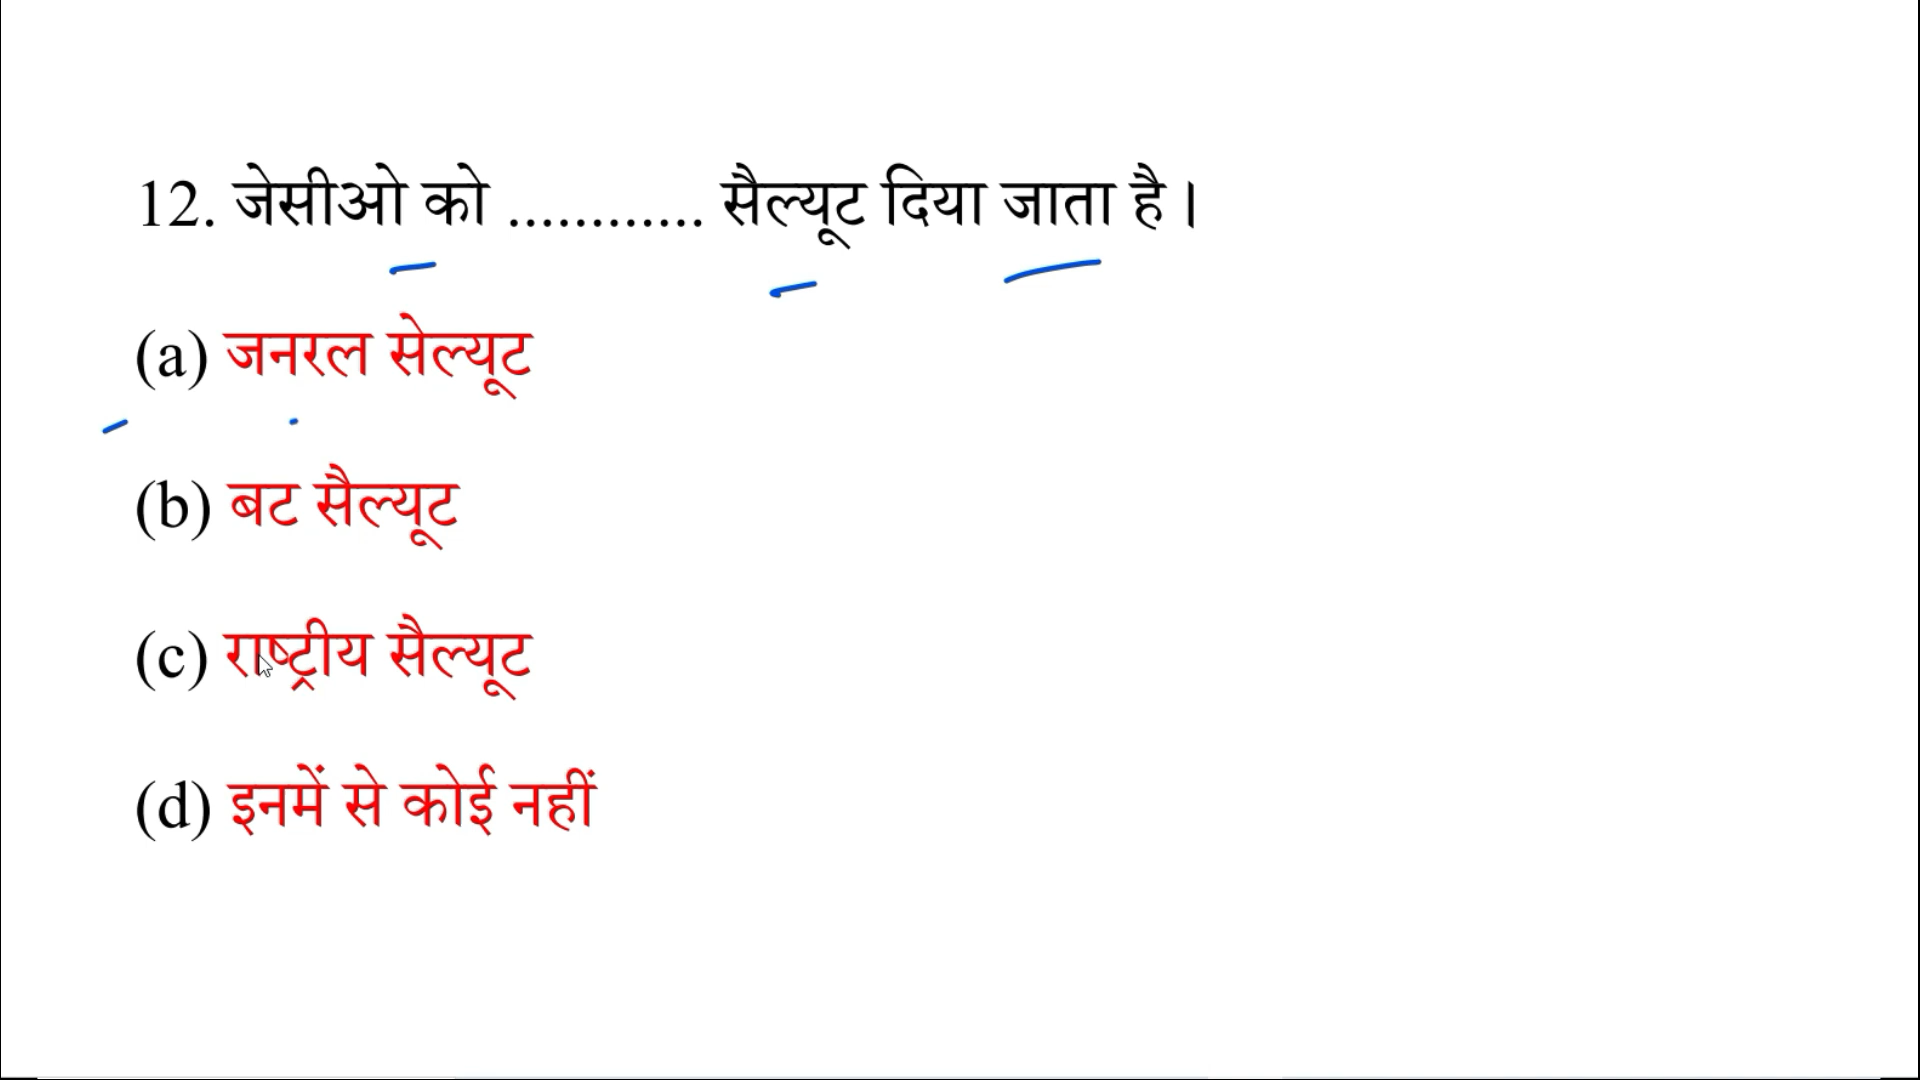 12. जेसीओ को ............ सैल्यूट दिया जाता है।
(a) जनरल सेल्यूट
(b) बट सैल्यूट
(c) राष्ट्रीय सैल्यूट
(d) इनमें से कोई नहीं